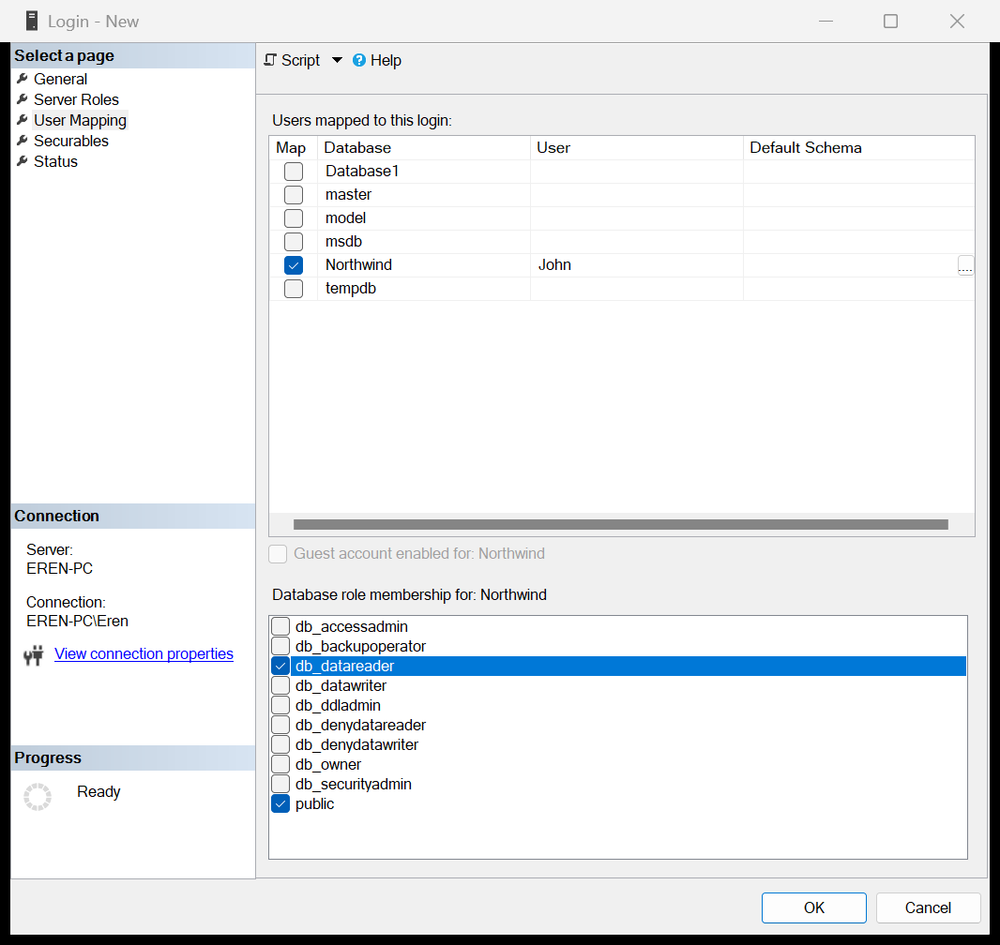 Login - New
Select a page
General
Server Roles
User Mapping
Securables
Status
Script Help
Users mapped to this login:
Map Database User Default Schema
Database1
master
model
msdb
Northwind John ....
tempdb
Guest account enabled for: Northwind
Database role membership for: Northwind
db_accessadmin
db_backupoperator
db_datareader
db_datawriter
db_ddladmin
db_denydatareader
db_denydatawriter
db_owner
db_securityadmin
public
Connection
Server:
EREN-PC
Connection:
EREN-PC\Eren
View connection properties
Progress
Ready
OK Cancel